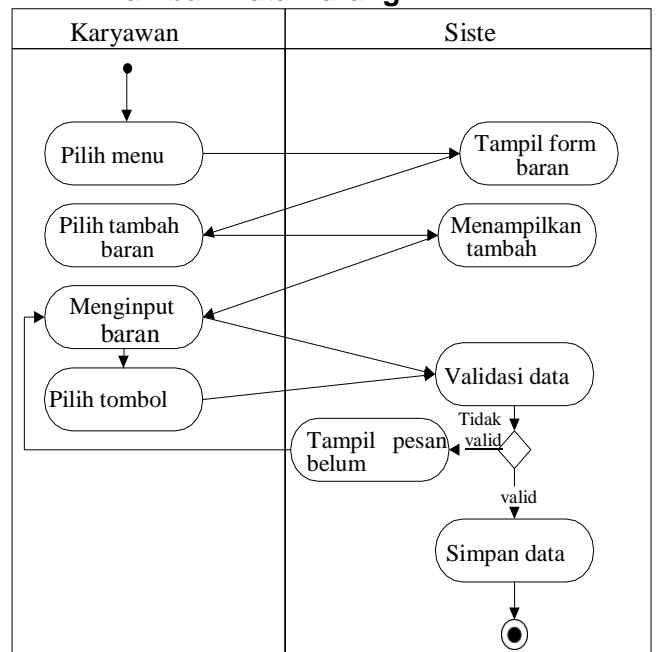 Karyawan
Siste
Pilih menu
Tampil form
baran
Pilih tambah
baran
Menampilkan
tambah
Menginput
baran
Pilih tombol
Validasi data
Tidak
valid
Tampil pesan
belum
valid
Simpan data